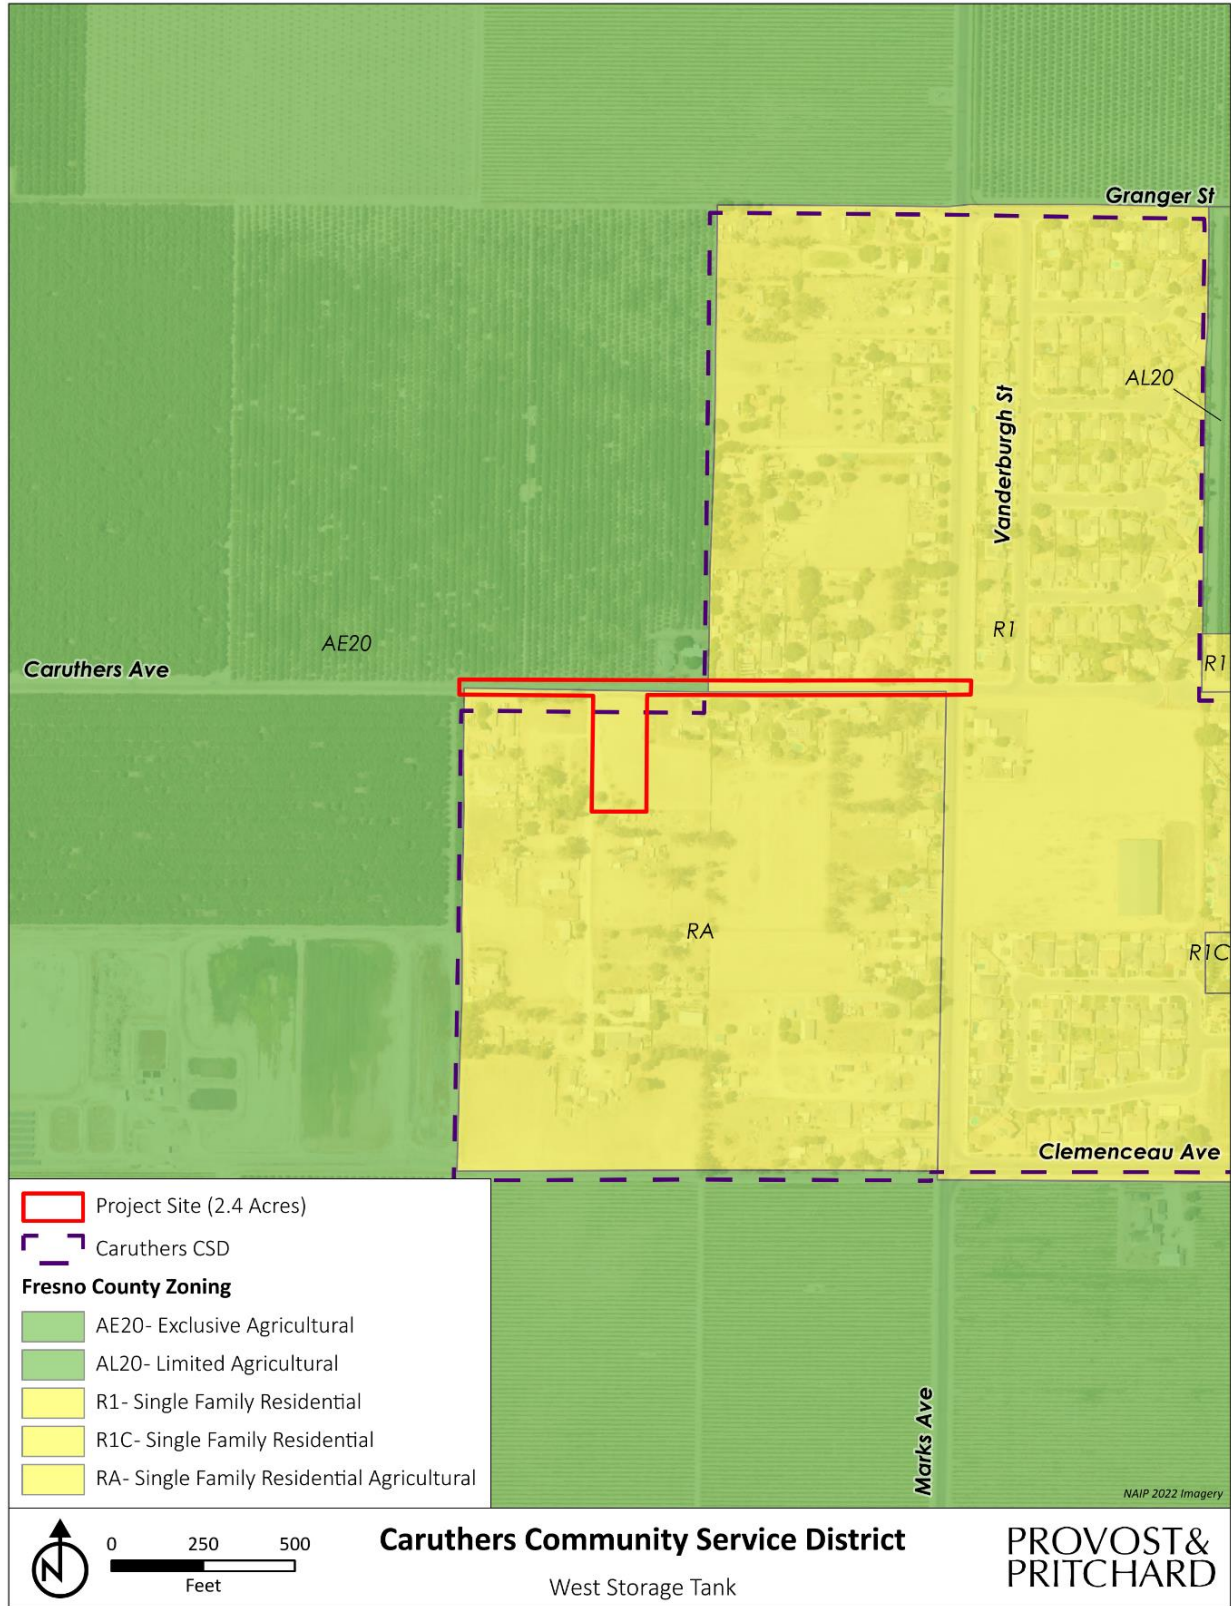 Granger St
AL20
Vanderburgh St
R1
AE20
R1
Caruthers Ave
RA
R1C
Clemenceau Ave
Marks Ave
NAIP 2022 Imagery
Project Site (2.4 Acres)
Caruthers CSD
Fresno County Zoning
AE20- Exclusive Agricultural
AL20- Limited Agricultural
R1- Single Family Residential
R1C- Single Family Residential
RA- Single Family Residential Agricultural
N
0 250 500
Feet
Caruthers Community Service District
West Storage Tank
PROVOST&
PRITCHARD